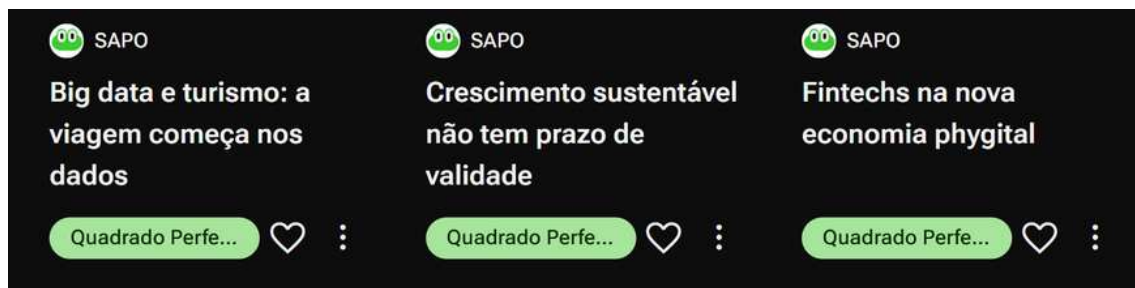 SAPO
Big data e turismo: a
viagem começa nos
dados
Quadrado Perfe...
SAPO
Crescimento sustentável
não tem prazo de
validade
Quadrado Perfe...
SAPO
Fintechs na nova
economia phygital
Quadrado Perfe...